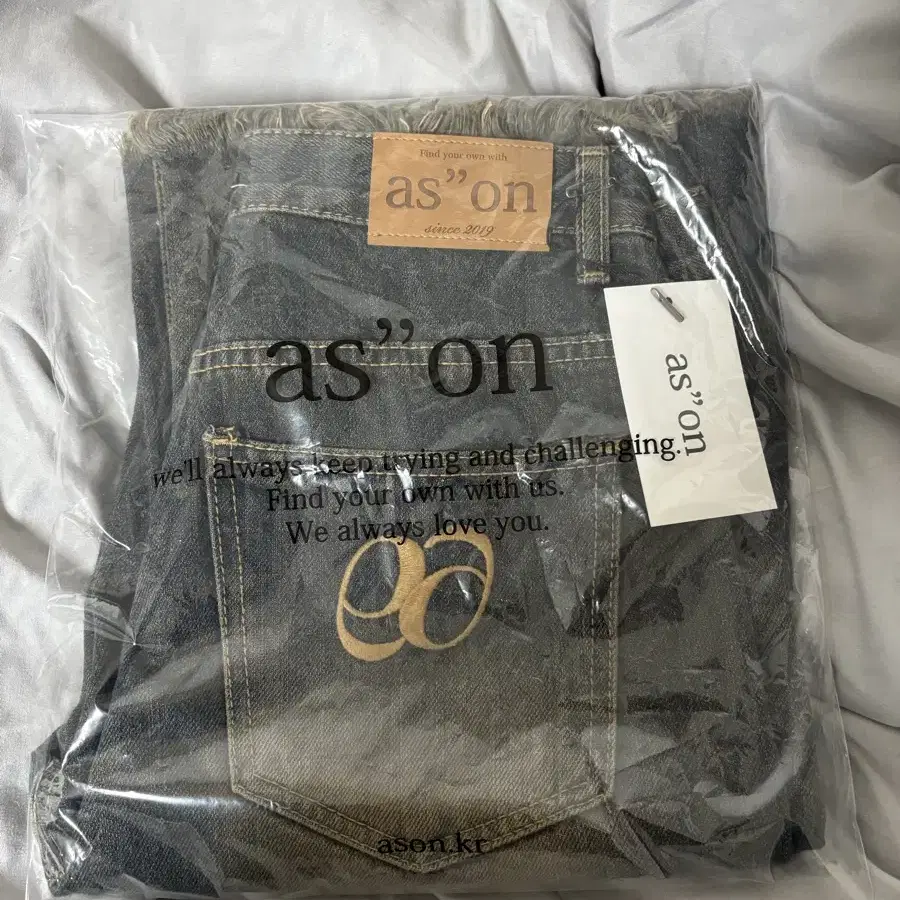 Find your own with
as”on
since 2019
as”on
as”on
we'll always keep trying and challenging.
Find your own with us.
We always love you.
ason.kr